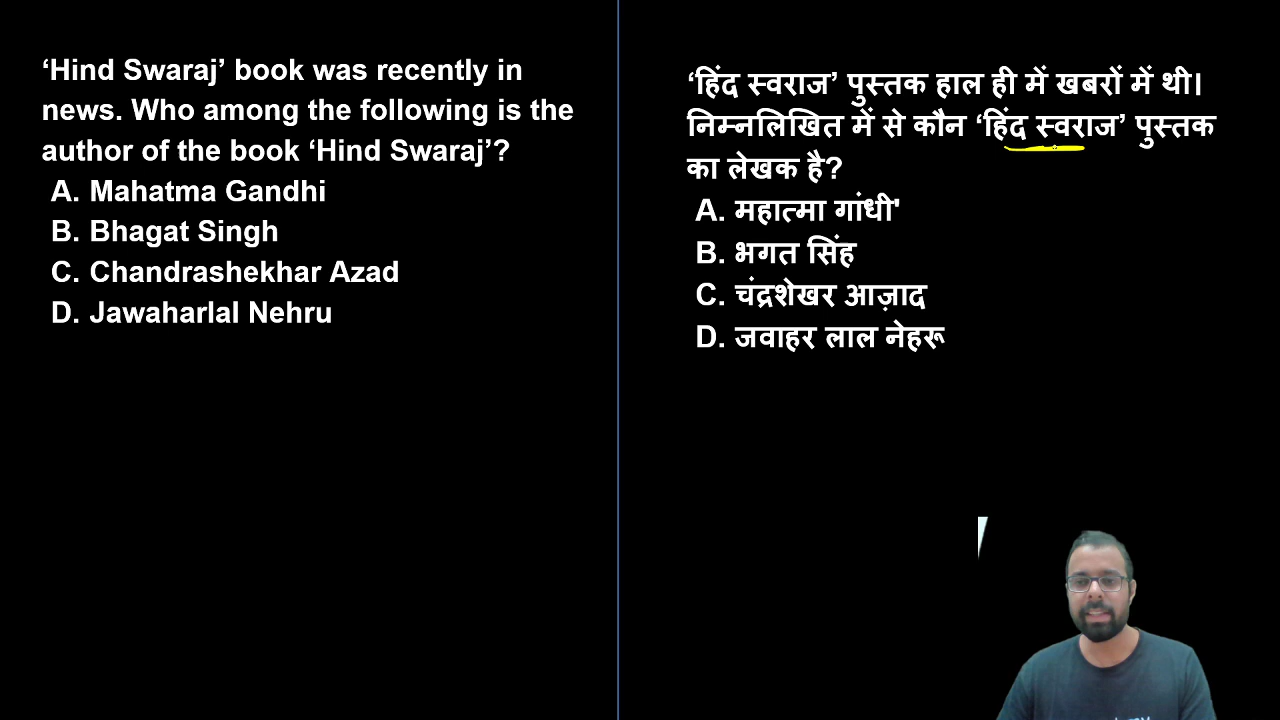 ‘Hind Swaraj’ book was recently in
news. Who among the following is the
author of the book ‘Hind Swaraj’?
A. Mahatma Gandhi
B. Bhagat Singh
C. Chandrashekhar Azad
D. Jawaharlal Nehru
‘हिंद स्वराज’ पुस्तक हाल ही में खबरों में थी।
निम्नलिखित में से कौन ‘हिंद स्वराज’ पुस्तक
का लेखक है?
A. महात्मा गांधी'
B. भगत सिंह
C. चंद्रशेखर आज़ाद
D. जवाहर लाल नेहरू